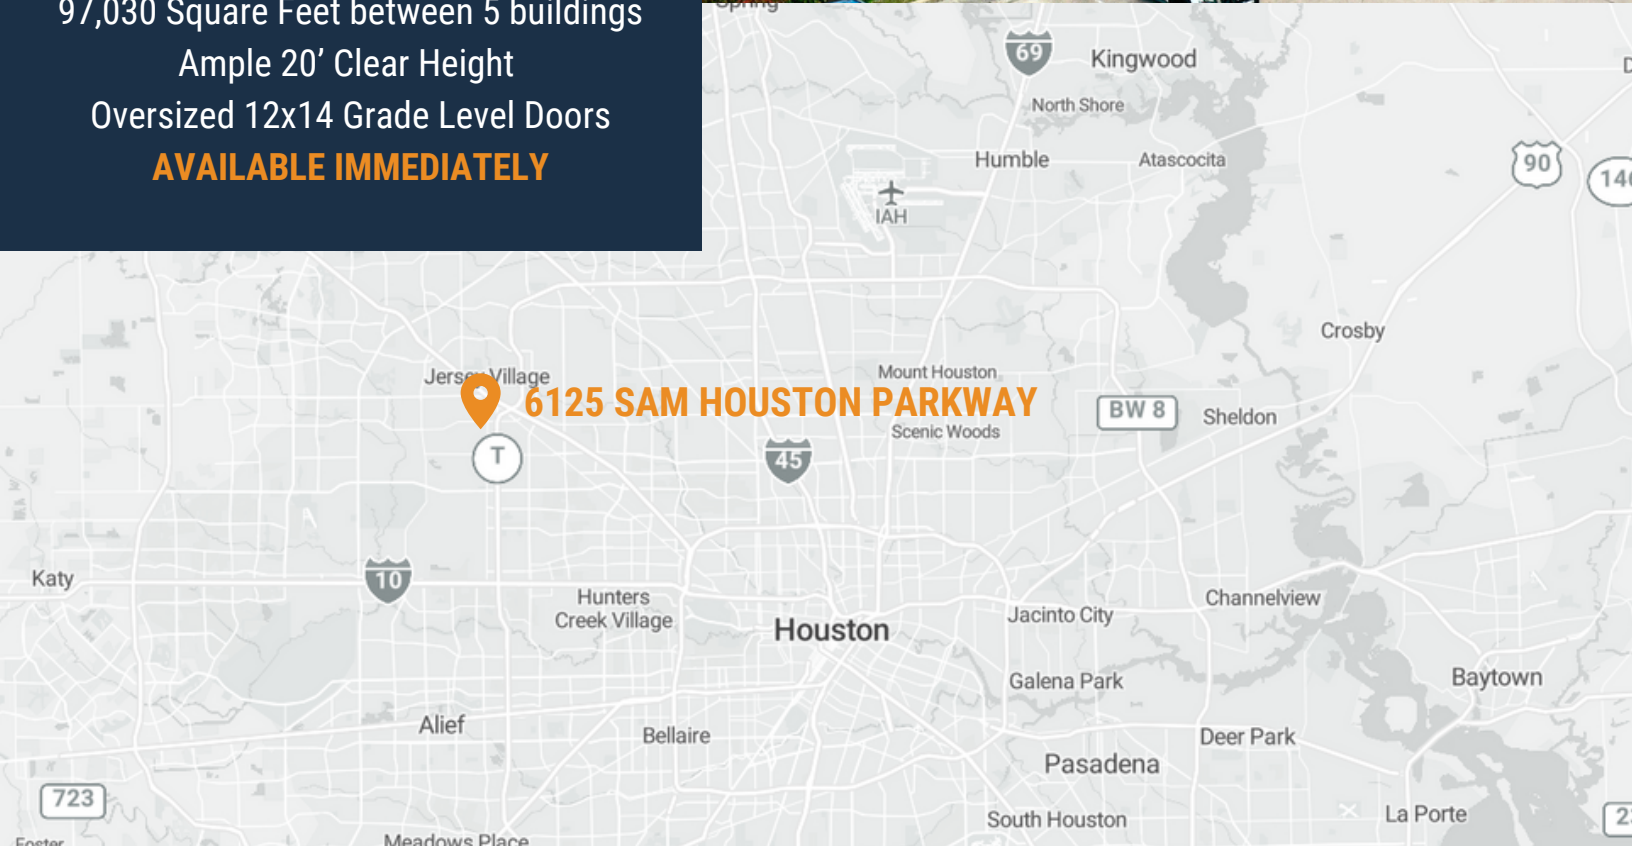 97,030 Square Feet between 5 buildings
Ample 20’ Clear Height
Oversized 12x14 Grade Level Doors
AVAILABLE IMMEDIATELY
Spring
69
Kingwood
North Shore
Humble
Atascocita
90
IAH
Crosby
Jersey Village
Mount Houston
6125 SAM HOUSTON PARKWAY
BW 8
Sheldon
Scenic Woods
T
45
10
Katy
Hunters
Creek Village
Houston
Jacinto City
Channelview
Galena Park
Baytown
Alief
Bellaire
Deer Park
Pasadena
723
South Houston
La Porte
Meadows Place
Foster